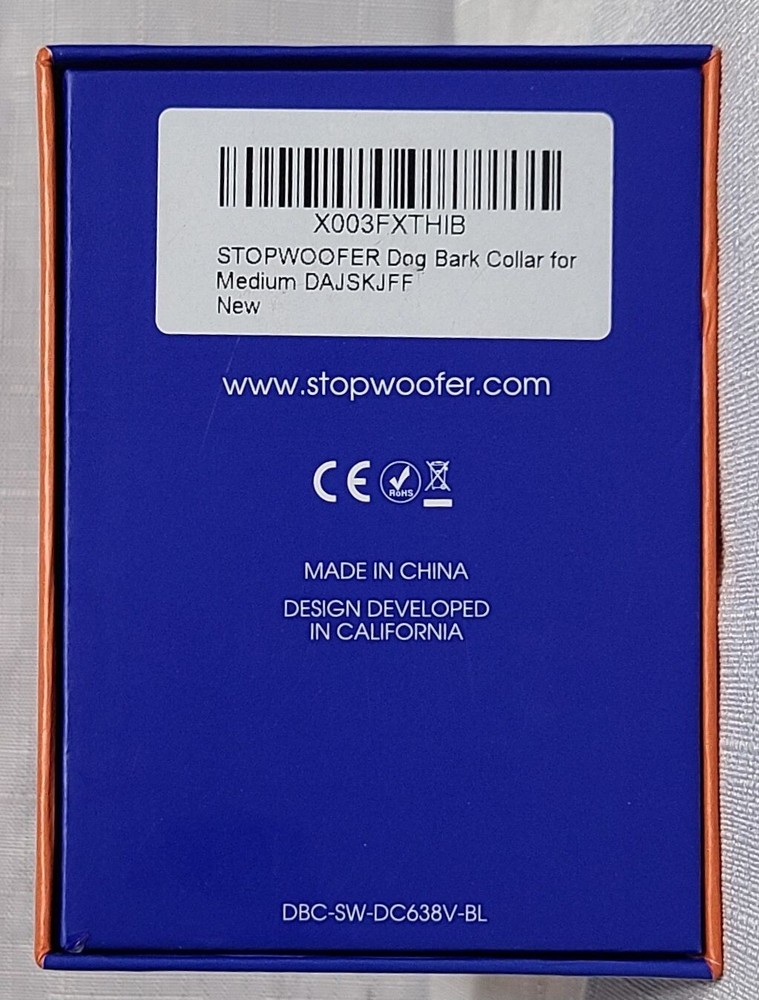 X003FXTHIB
STOPWOOFER Dog Bark Collar for
Medium DAJSKJFF
New
www.stopwoofer.com
CE RoHS
MADE IN CHINA
DESIGN DEVELOPED
IN CALIFORNIA
DBC-SW-DC638V-BL